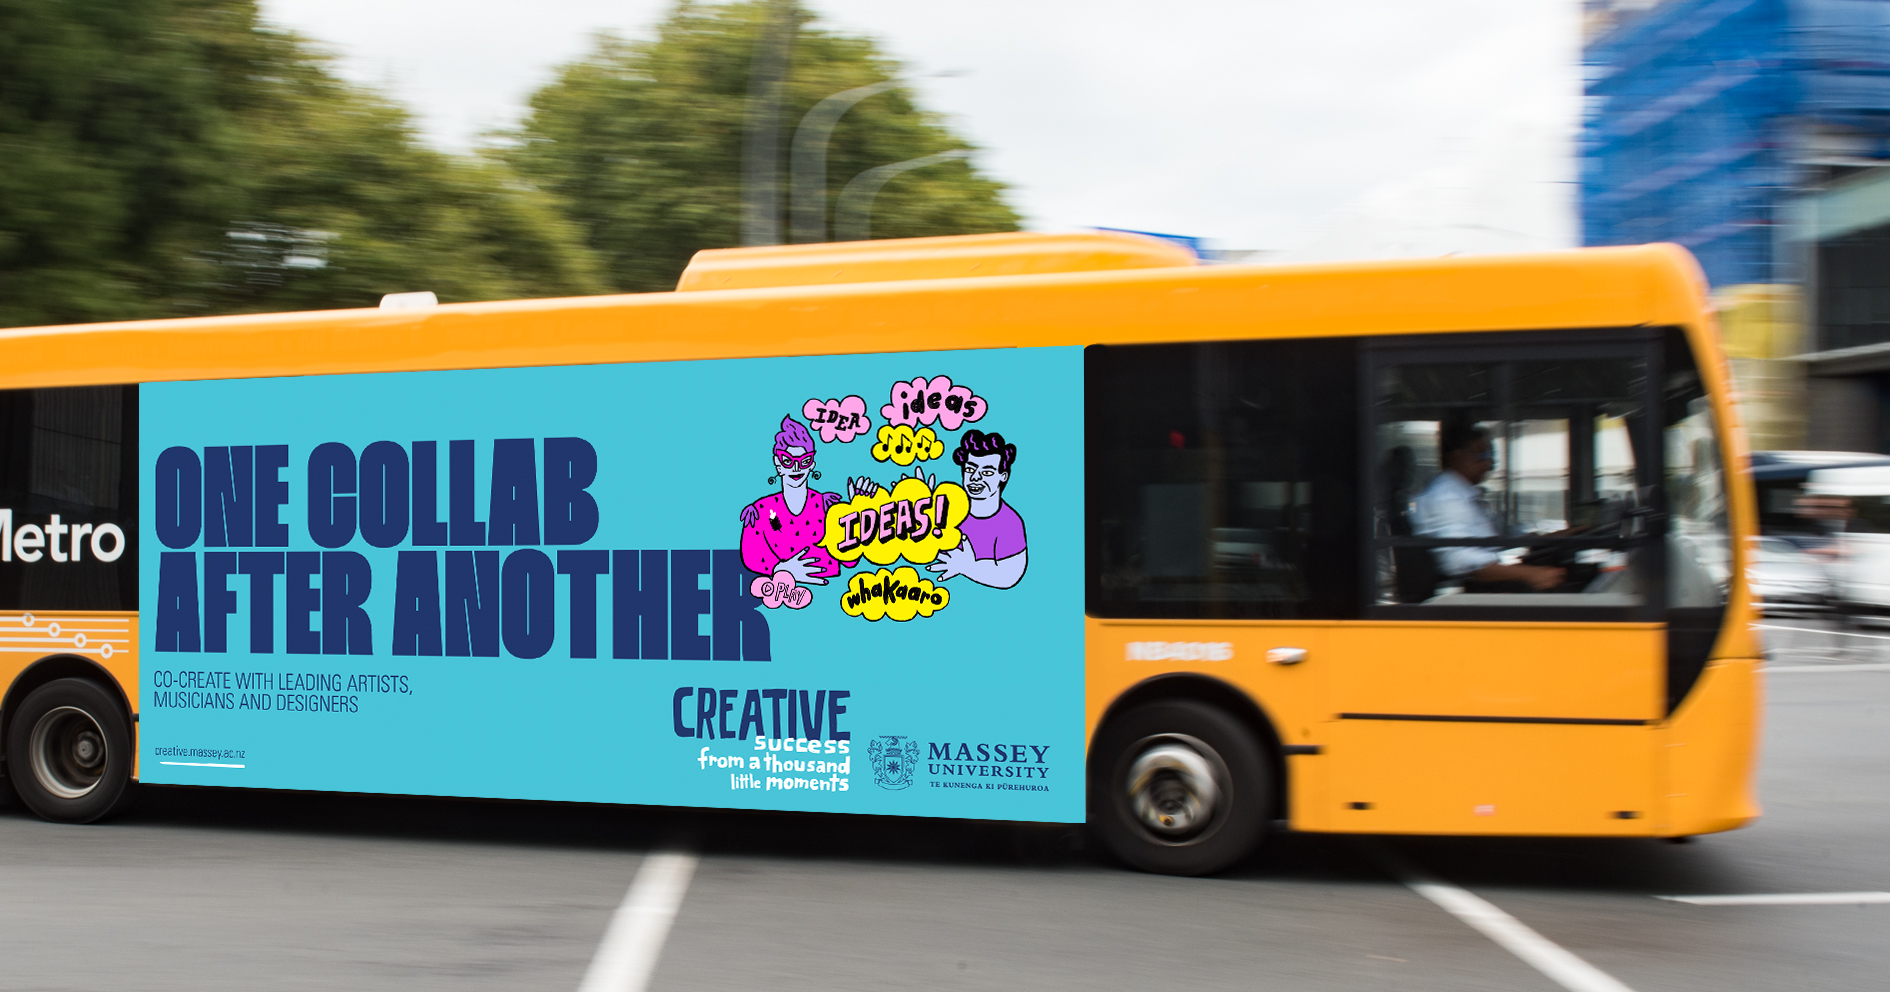 Metro
ONE COLLAB
AFTER ANOTHER
CO-CREATE WITH LEADING ARTISTS,
MUSICIANS AND DESIGNERS
creative.massey.ac.nz
IDEA
ideas
IDEAS!
PLAY
whakaaro
CREATIVE
success
from a thousand
little moments
MASSEY
UNIVERSITY
TE KUNENGA KI PŪREHUROA